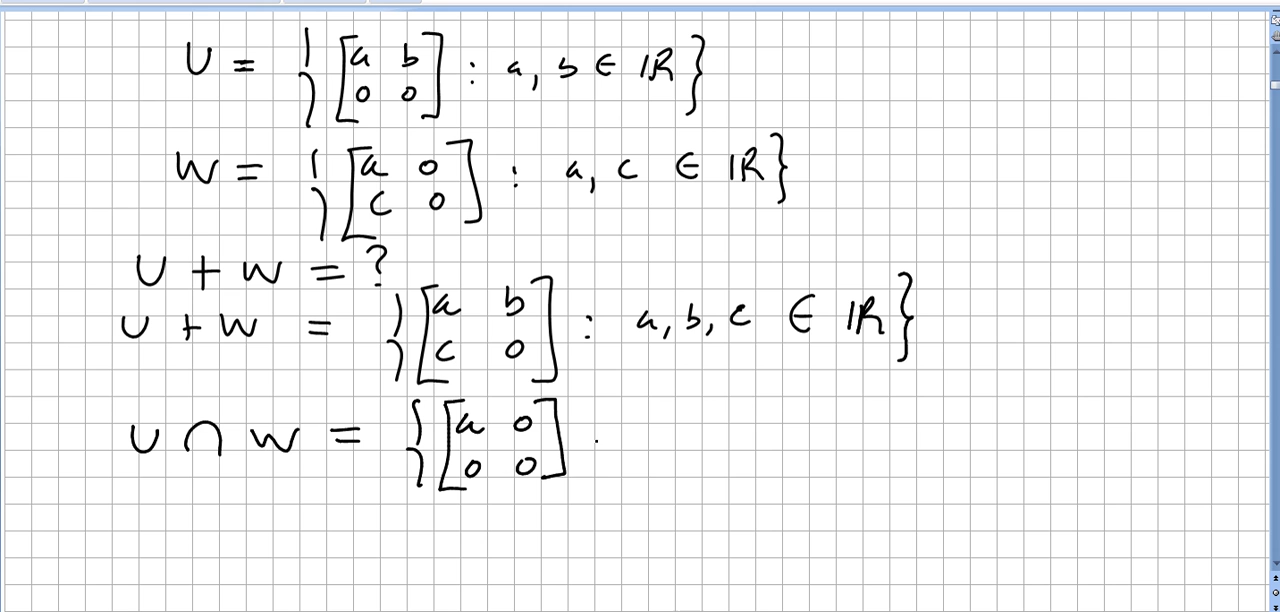 U = { [a b; 0 0] : a, b ∈ ℝ }
W = { [a 0; c 0] : a, c ∈ ℝ }
U + W = ?
U + W = { [a b; c 0] : a, b, c ∈ ℝ }
U ∩ W = { [a 0; 0 0] .